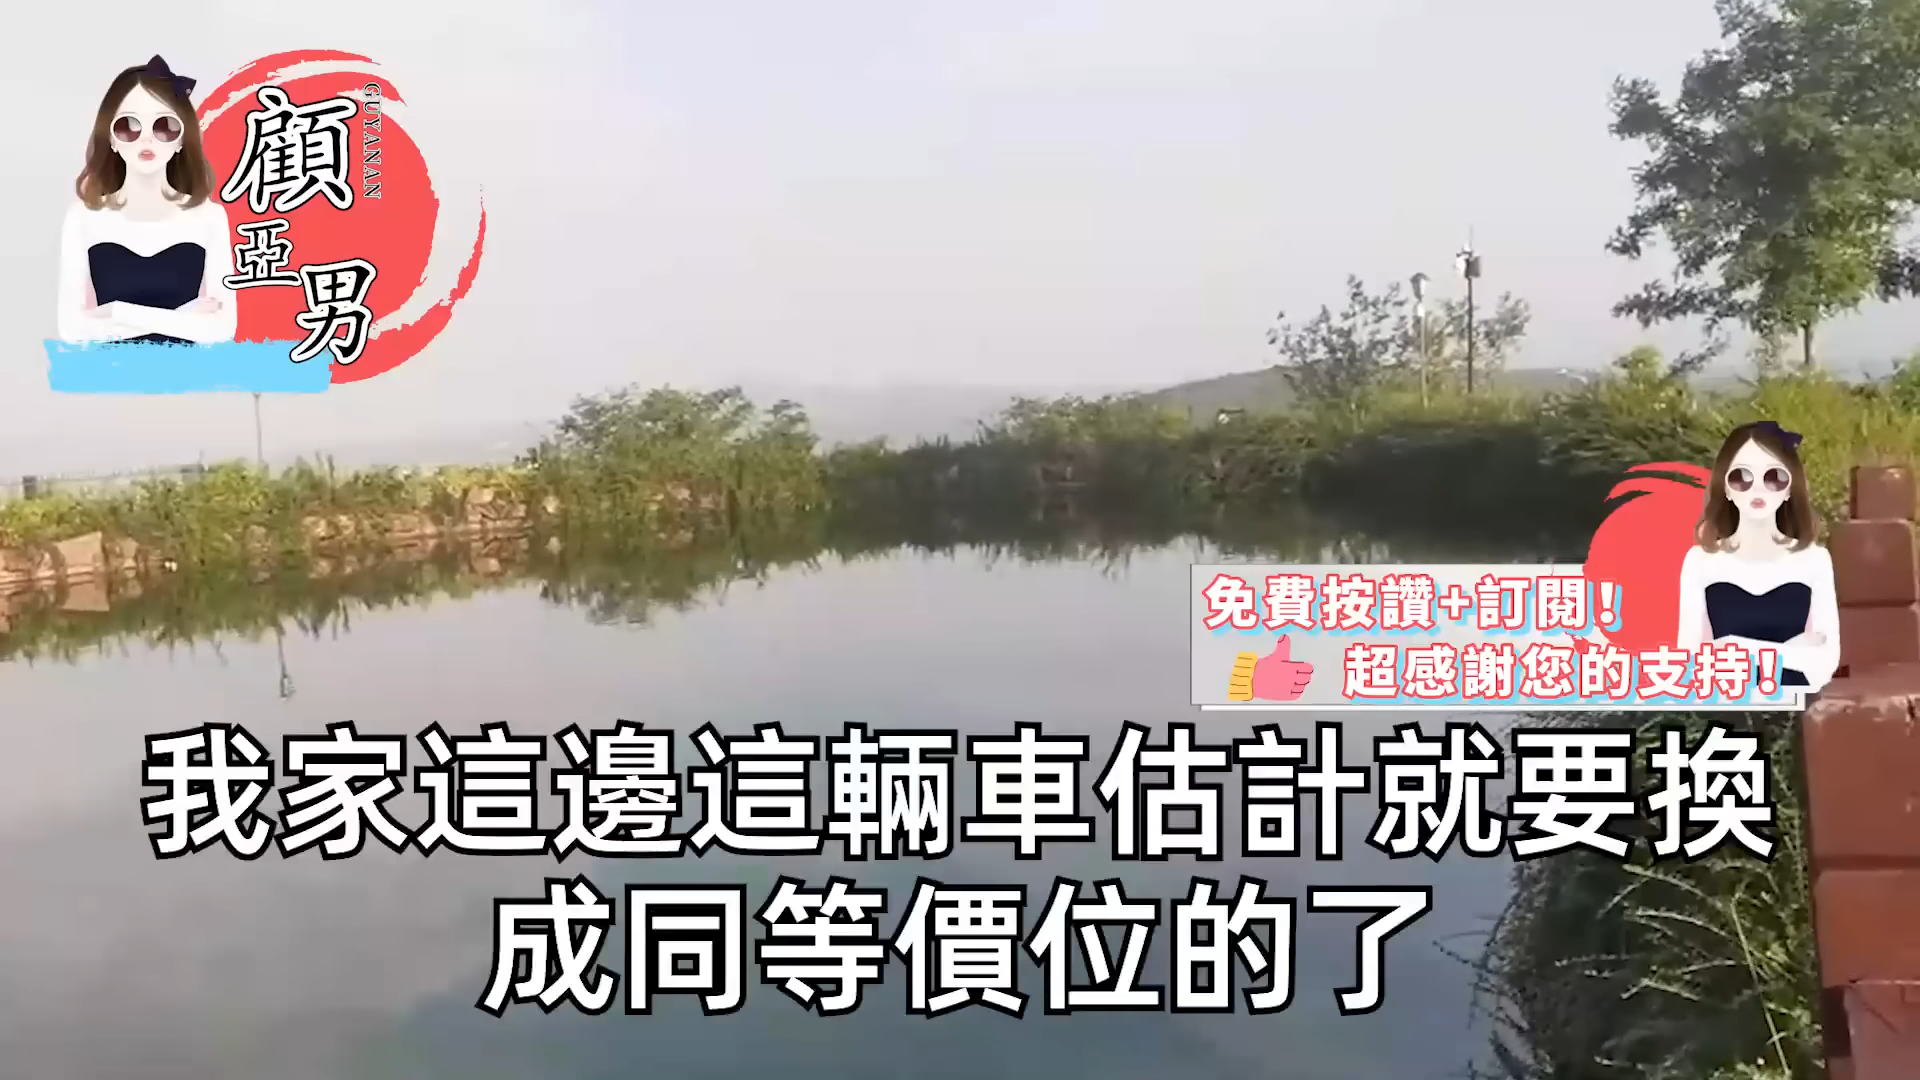 顧亞男
GUYANAN
免費按讚+訂閱!
超感謝您的支持!
我家這邊這輛車估計就要換
成同等價位的了